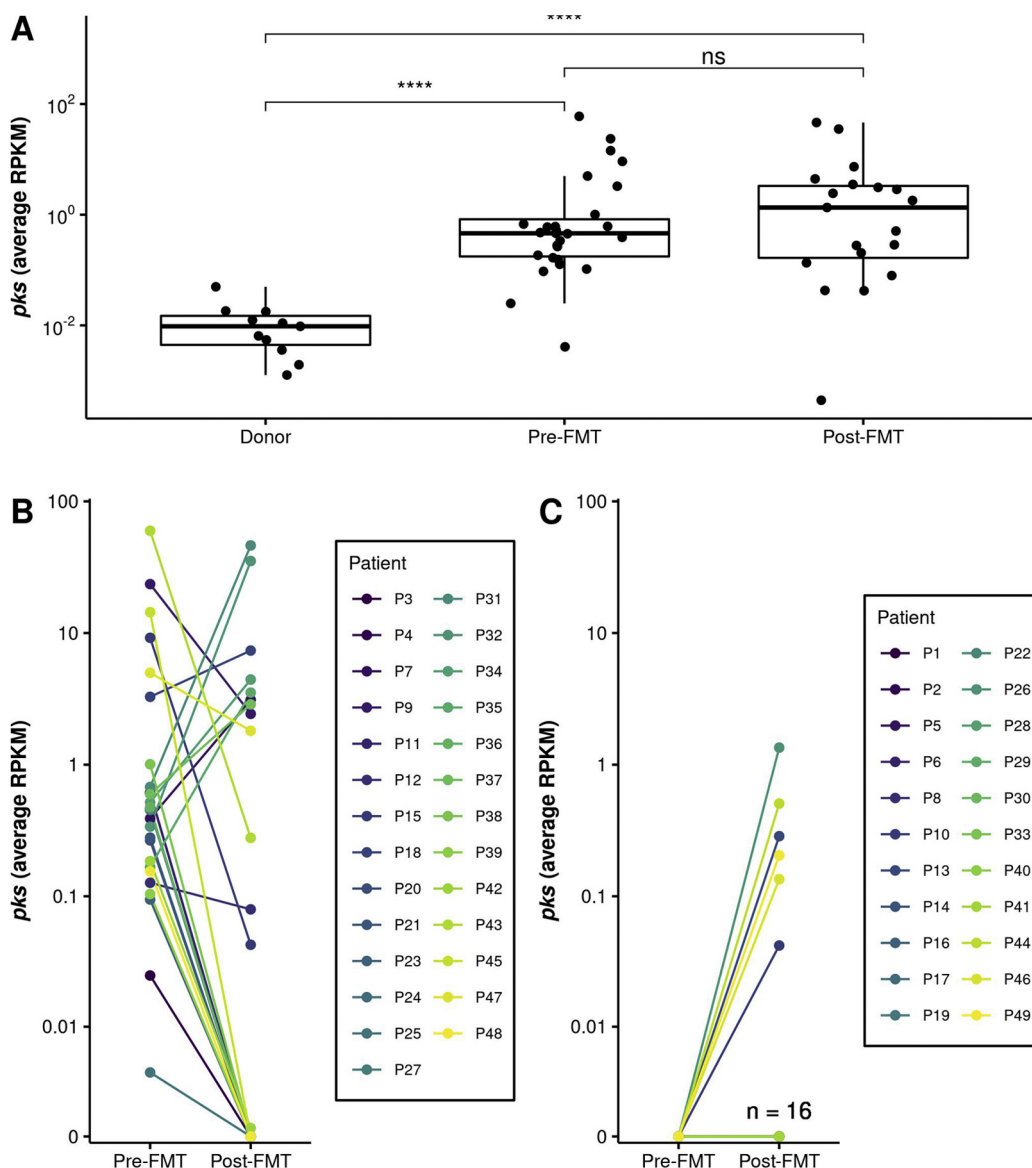 A
****
ns
****
pks (average RPKM)
10²
10⁰
10⁻²
Donor
Pre-FMT
Post-FMT
B
pks (average RPKM)
100
10
1
0.1
0.01
0
Pre-FMT
Post-FMT
Patient
P3 P31
P4 P32
P7 P34
P9 P35
P11 P36
P12 P37
P15 P38
P18 P39
P20 P42
P21 P43
P23 P45
P24 P47
P25 P48
P27
C
pks (average RPKM)
100
10
1
0.1
0.01
0
n = 16
Pre-FMT
Post-FMT
Patient
P1 P22
P2 P26
P5 P28
P6 P29
P8 P30
P10 P33
P13 P40
P14 P41
P16 P44
P17 P46
P19 P49